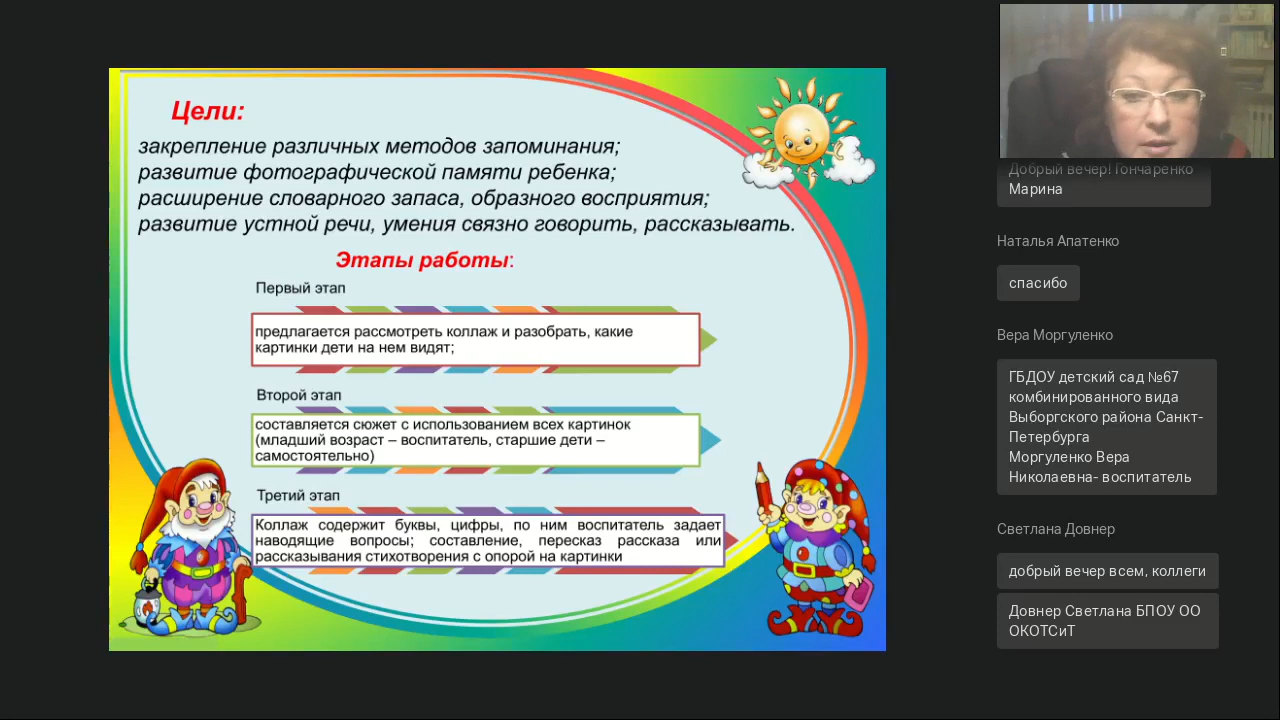 Цели:
закрепление различных методов запоминания;
развитие фотографической памяти ребенка;
расширение словарного запаса, образного восприятия;
развитие устной речи, умения связно говорить, рассказывать.
Этапы работы:
Первый этап
предлагается рассмотреть коллаж и разобрать, какие
картинки дети на нем видят;
Второй этап
составляется сюжет с использованием всех картинок
(младший возраст – воспитатель, старшие дети –
самостоятельно)
Третий этап
Коллаж содержит буквы, цифры, по ним воспитатель задает
наводящие вопросы; составление, пересказ рассказа или
рассказывания стихотворения с опорой на картинки
Добрый вечер! Гончаренко
Марина
Наталья Апатенко
спасибо
Вера Моргуленко
ГБДОУ детский сад №67
комбинированного вида
Выборгского района Санкт-
Петербурга
Моргуленко Вера
Николаевна- воспитатель
Светлана Довнер
добрый вечер всем, коллеги
Довнер Светлана БПОУ ОО
ОКОТСиТ